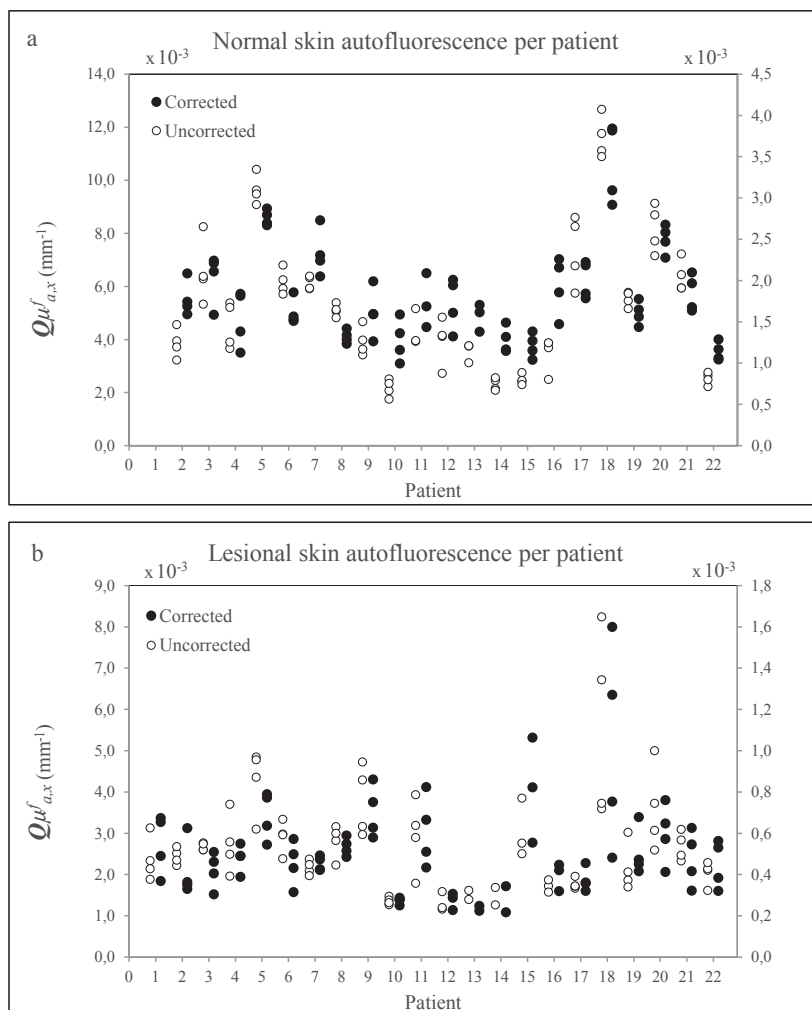 a
Normal skin autofluorescence per patient
x 10-3
x 10-3
14,0
12,0
10,0
8,0
6,0
4,0
2,0
0,0
Corrected
Uncorrected
4,5
4,0
3,5
3,0
2,5
2,0
1,5
1,0
0,5
0,0
Qμfa,x (mm-1)
0 1 2 3 4 5 6 7 8 9 10 11 12 13 14 15 16 17 18 19 20 21 22
Patient
b
Lesional skin autofluorescence per patient
x 10-3
x 10-3
9,0
8,0
7,0
6,0
5,0
4,0
3,0
2,0
1,0
0,0
Corrected
Uncorrected
1,8
1,6
1,4
1,2
1,0
0,8
0,6
0,4
0,2
0,0
Qμfa,x (mm-1)
0 1 2 3 4 5 6 7 8 9 10 11 12 13 14 15 16 17 18 19 20 21 22
Patient